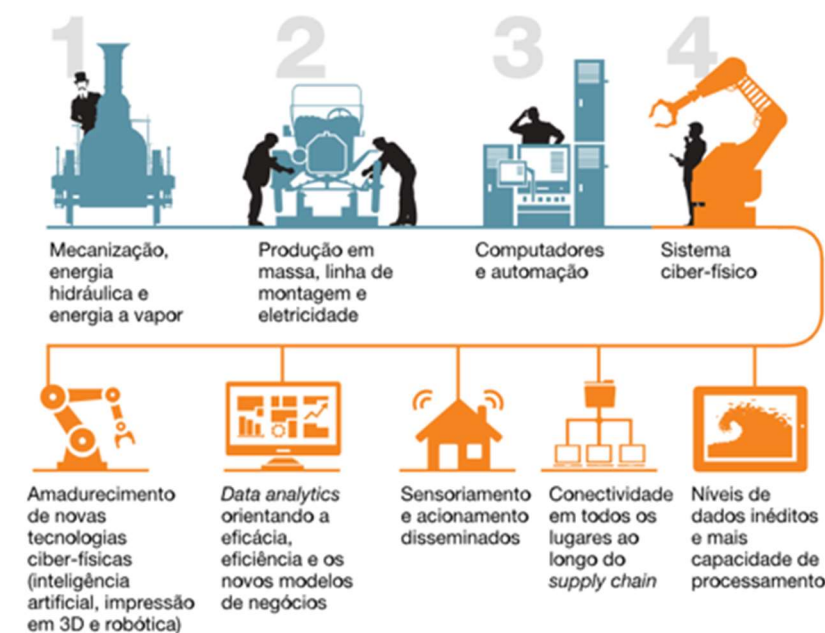 1
2
3
4
Mecanização,
energia
hidráulica e
energia a vapor
Produção em
massa, linha de
montagem e
eletricidade
Computadores
e automação
Sistema
ciber-físico
Amadurecimento
de novas
tecnologias
ciber-físicas
(inteligência
artificial, impressão
em 3D e robótica)
Data analytics
orientando a
eficácia,
eficiência e os
novos modelos
de negócios
Sensoriamento
e acionamento
disseminados
Conectividade
em todos os
lugares ao
longo do
supply chain
Níveis de
dados inéditos
e mais
capacidade de
processamento